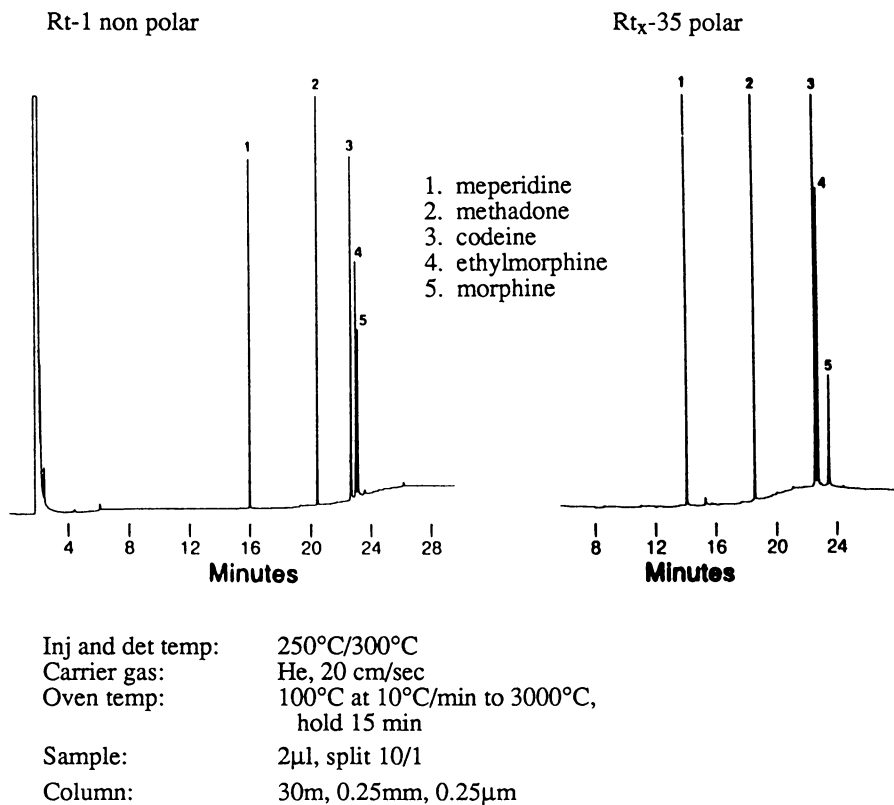 Rt-1 non polar
Rtx-35 polar
1
2
3
4
5
1. meperidine
2. methadone
3. codeine
4. ethylmorphine
5. morphine
1
2
3
4
5
4 8 12 16 20 24 28
Minutes
8 12 16 20 24
Minutes
Inj and det temp: 250°C/300°C
Carrier gas: He, 20 cm/sec
Oven temp: 100°C at 10°C/min to 3000°C,
hold 15 min
Sample: 2µl, split 10/1
Column: 30m, 0.25mm, 0.25µm